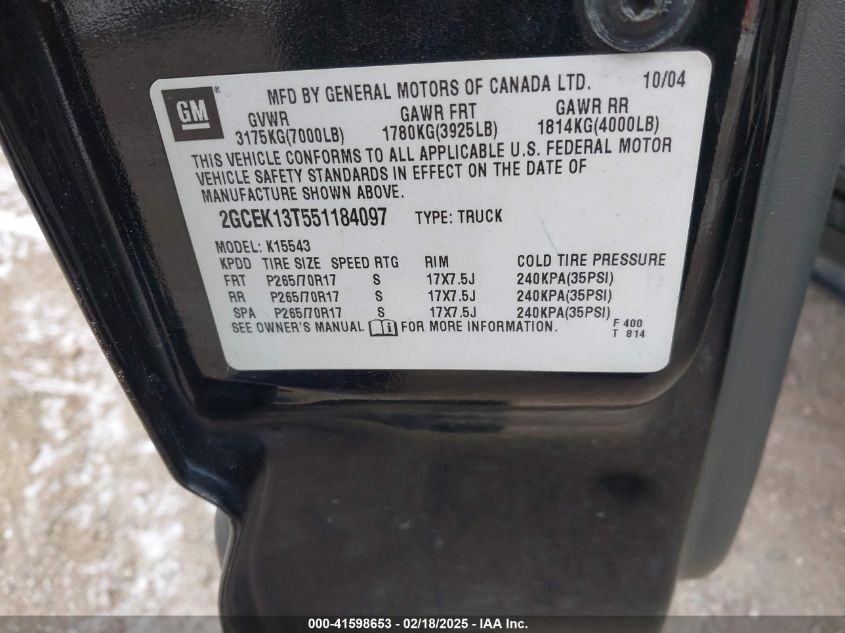 GM ®
MFD BY GENERAL MOTORS OF CANADA LTD. 10/04
GVWR GAWR FRT GAWR RR
3175KG(7000LB) 1780KG(3925LB) 1814KG(4000LB)
THIS VEHICLE CONFORMS TO ALL APPLICABLE U.S. FEDERAL MOTOR
VEHICLE SAFETY STANDARDS IN EFFECT ON THE DATE OF
MANUFACTURE SHOWN ABOVE.
2GCEK13T551184097 TYPE: TRUCK
MODEL: K15543
KPDD TIRE SIZE SPEED RTG RIM COLD TIRE PRESSURE
FRT P265/70R17 S 17X7.5J 240KPA(35PSI)
RR P265/70R17 S 17X7.5J 240KPA(35PSI)
SPA P265/70R17 S 17X7.5J 240KPA(35PSI)
SEE OWNER'S MANUAL i FOR MORE INFORMATION. F 400
T 814
000-41598653 - 02/18/2025 - IAA Inc.